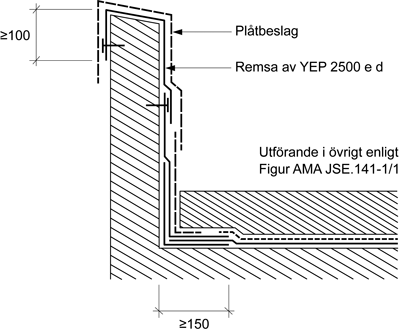 ≥100
Plåtbeslag
Remsa av YEP 2500 e d
Utförande i övrigt enligt
Figur AMA JSE.141-1/1
≥150